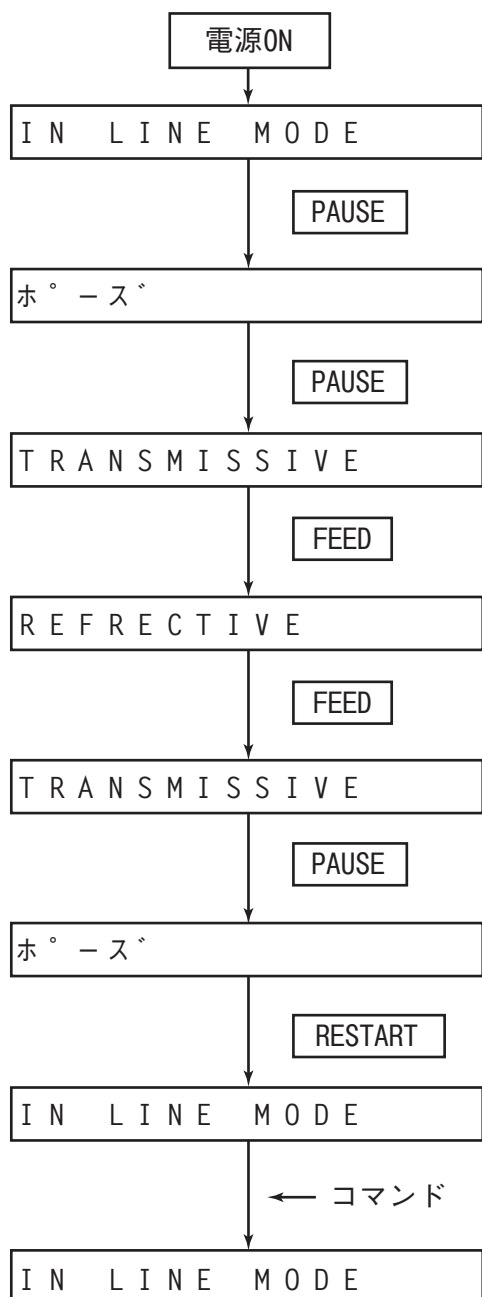 電源ON
IN LINE MODE
PAUSE
ホ゜ーズ゛
PAUSE
TRANSMISSIVE
FEED
REFRECTIVE
FEED
TRANSMISSIVE
PAUSE
ホ゜ース゛
RESTART
IN LINE MODE
コマンド
IN LINE MODE